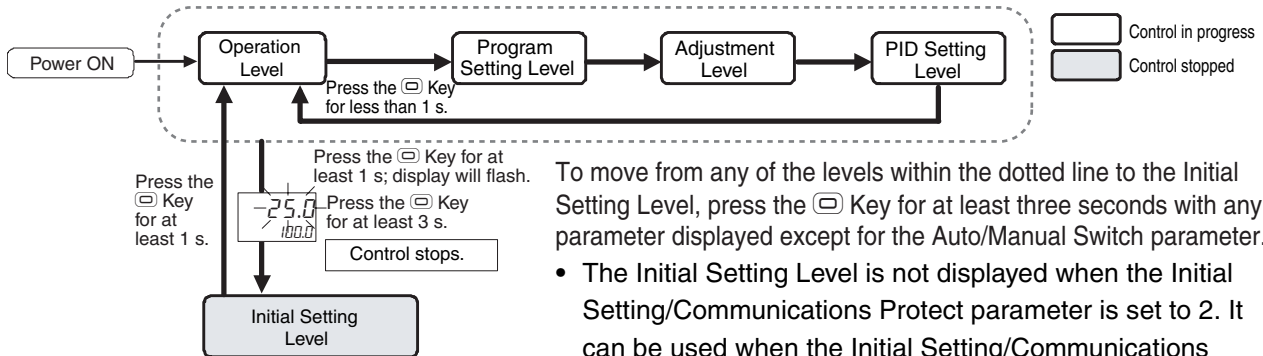 Power ON
Operation
Level
Program
Setting Level
Adjustment
Level
PID Setting
Level
Control in progress
Control stopped
Press the Key
for less than 1 s.
Press the
Key
for at
least 1 s.
Press the Key for at
least 1 s; display will flash.
-25.0
100.0
Press the Key
for at least 3 s.
Control stops.
Initial Setting
Level
To move from any of the levels within the dotted line to the Initial
Setting Level, press the Key for at least three seconds with any
parameter displayed except for the Auto/Manual Switch parameter.
• The Initial Setting Level is not displayed when the Initial
Setting/Communications Protect parameter is set to 2. It
can be used when the Initial Setting/Communications